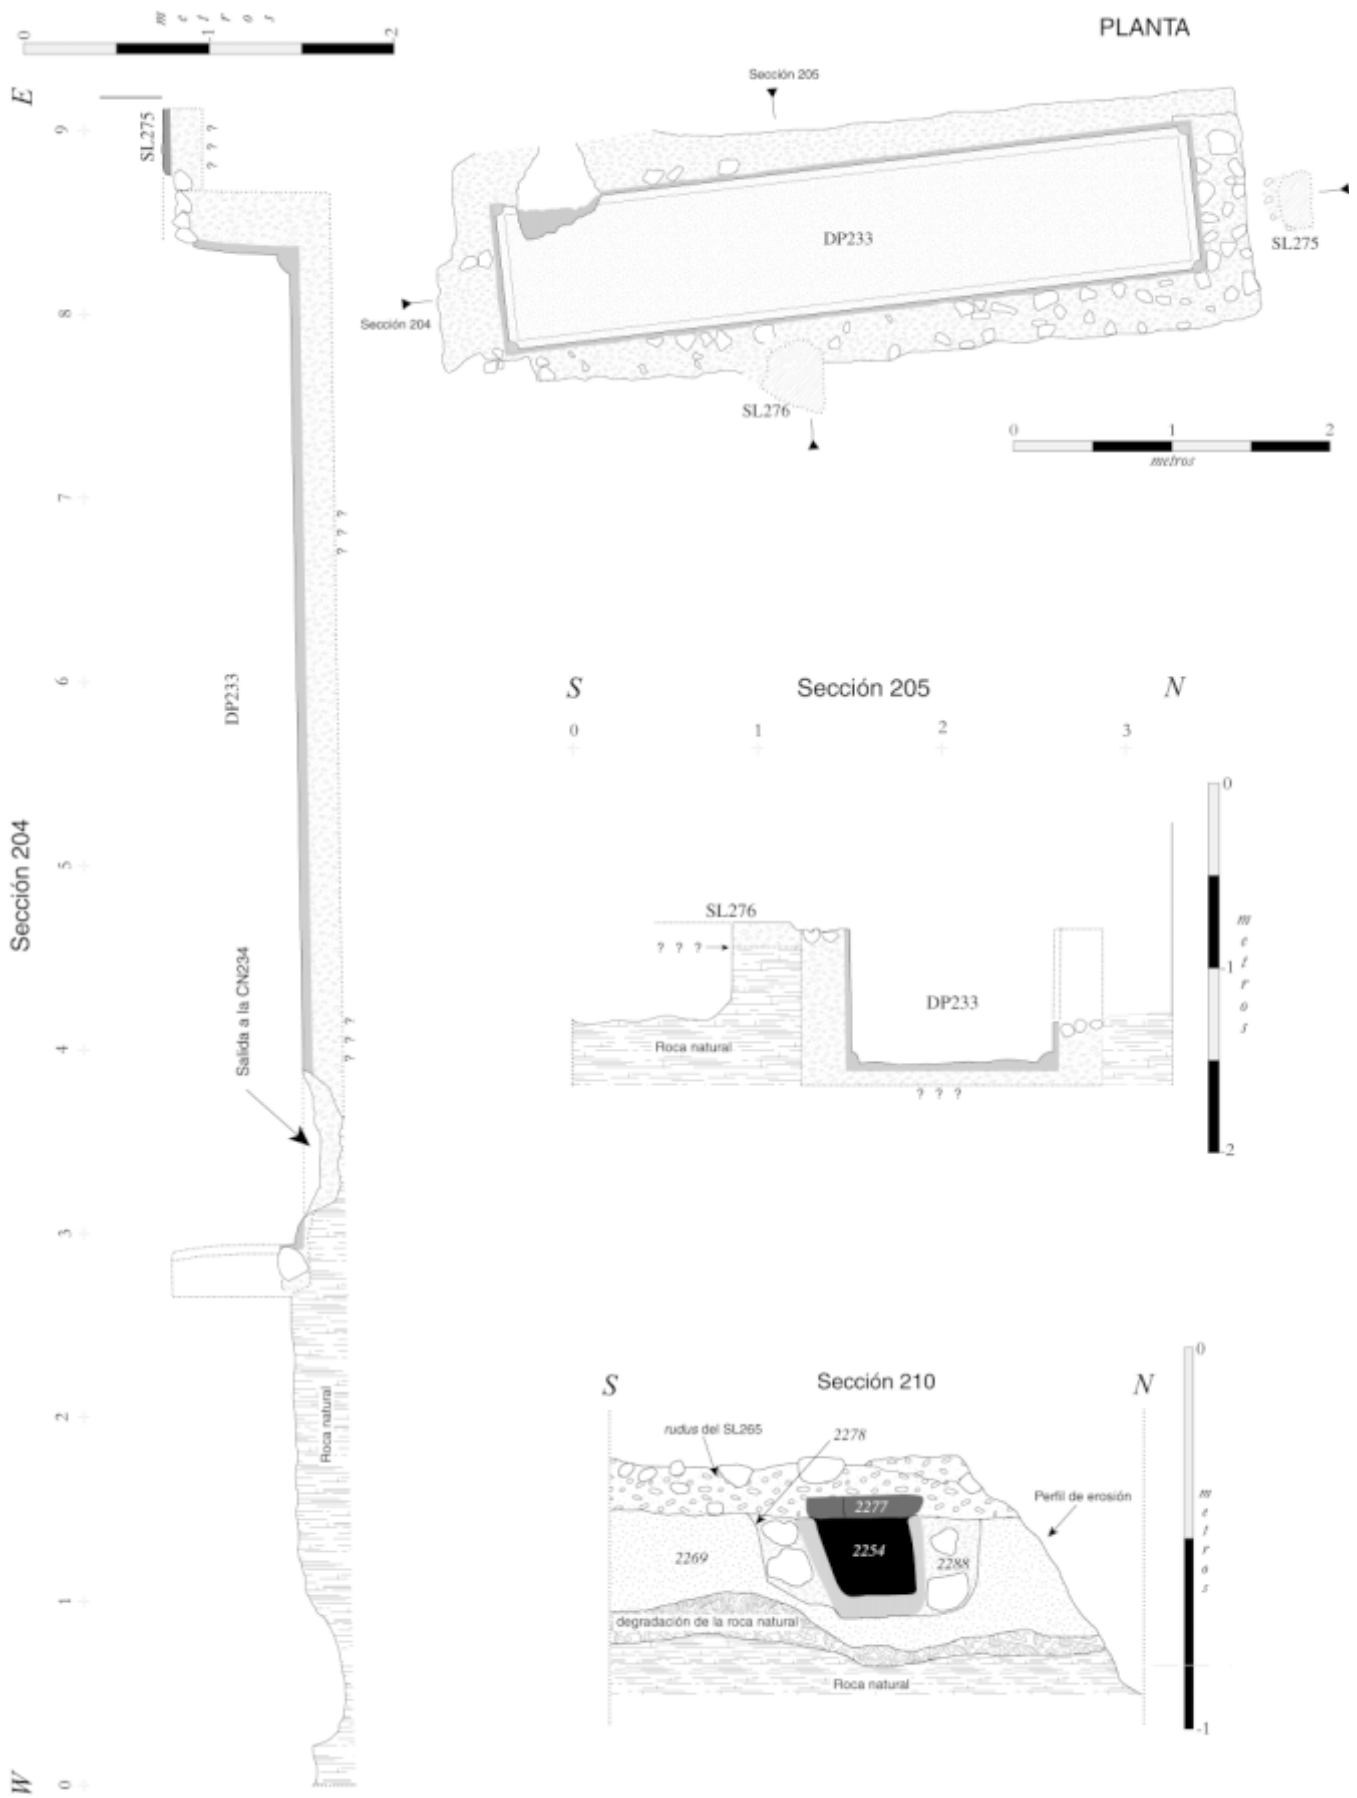 metros
0
-1
2
PLANTA
Sección 205
DP233
SL275
Sección 204
SL276
0
1
2
metros
E
SL275
? ? ?
9
8
7
6
5
4
3
2
1
0
W
Sección 204
DP233
? ? ?
Salida a la CN234
? ? ?
Roca natural
S
Sección 205
N
0
1
2
3
SL276
? ? ?
DP233
Roca natural
? ? ?
0
-1
-2
metros
S
Sección 210
N
rudus del SL265
2278
2277
Perfil de erosión
2269
2254
2288
degradación de la roca natural
Roca natural
0
metros
-1